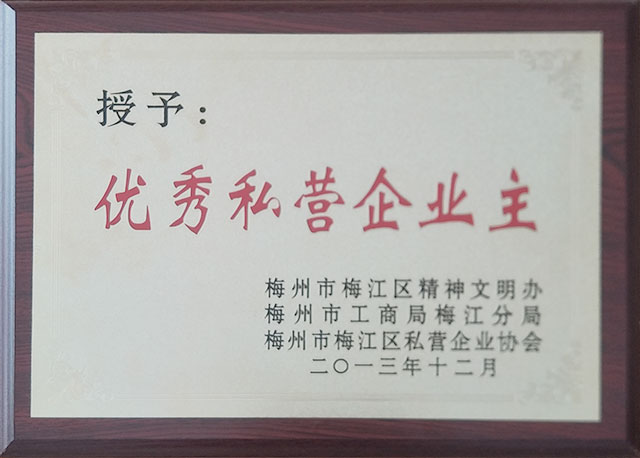 授予：
优秀私营企业主
梅州市梅江区精神文明办
梅州市工商局梅江分局
梅州市梅江区私营企业协会
二〇一三年十二月